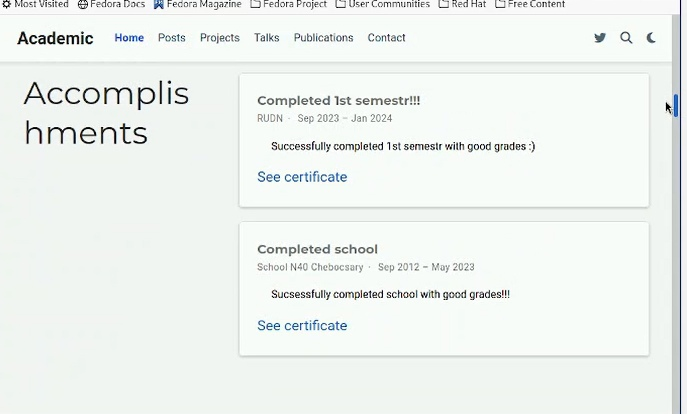 Most Visited Fedora Docs Fedora Magazine Fedora Project User Communities Red Hat Free Content
Academic Home Posts Projects Talks Publications Contact
Accomplis
hments
Completed 1st semestr!!!
RUDN · Sep 2023 – Jan 2024
Successfully completed 1st semestr with good grades :)
See certificate
Completed school
School N40 Chebocsary · Sep 2012 – May 2023
Sucsessfully completed school with good grades!!!
See certificate